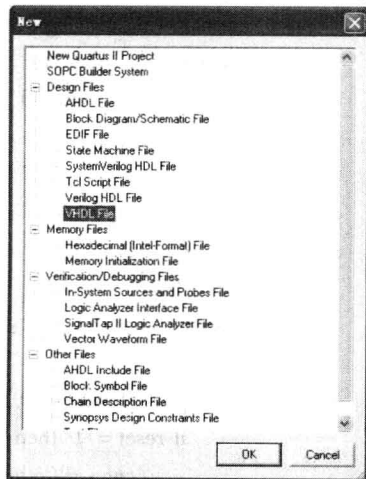 New
New Quartus II Project
SOPC Builder System
Design Files
AHDL File
Block Diagram/Schematic File
EDIF File
State Machine File
SystemVerilog HDL File
Tcl Script File
Verilog HDL File
VHDL File
Memory Files
Hexadecimal (Intel-Format) File
Memory Initialization File
Verification/Debugging Files
In-System Sources and Probes File
Logic Analyzer Interface File
SignalTap II Logic Analyzer File
Vector Waveform File
Other Files
AHDL Include File
Block Symbol File
Chain Description File
Synopsys Design Constraints File
OK
Cancel